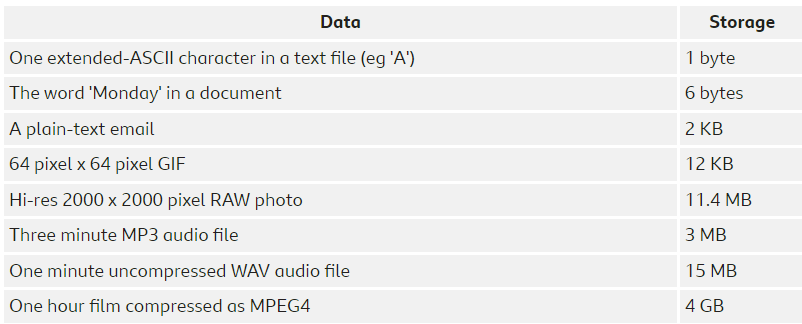 Data Storage
One extended-ASCII character in a text file (eg 'A') 1 byte
The word 'Monday' in a document 6 bytes
A plain-text email 2 KB
64 pixel x 64 pixel GIF 12 KB
Hi-res 2000 x 2000 pixel RAW photo 11.4 MB
Three minute MP3 audio file 3 MB
One minute uncompressed WAV audio file 15 MB
One hour film compressed as MPEG4 4 GB